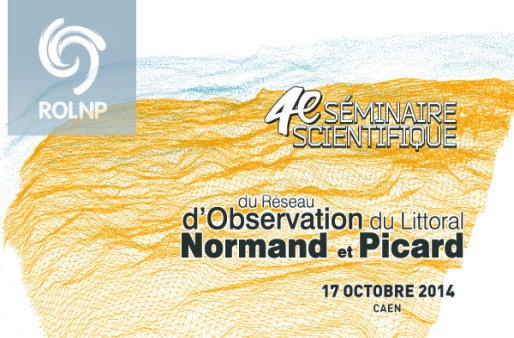 ROLNP
4e SÉMINAIRE
SCIENTIFIQUE
du Réseau
d'Observation du Littoral
Normand et Picard
17 OCTOBRE 2014
CAEN